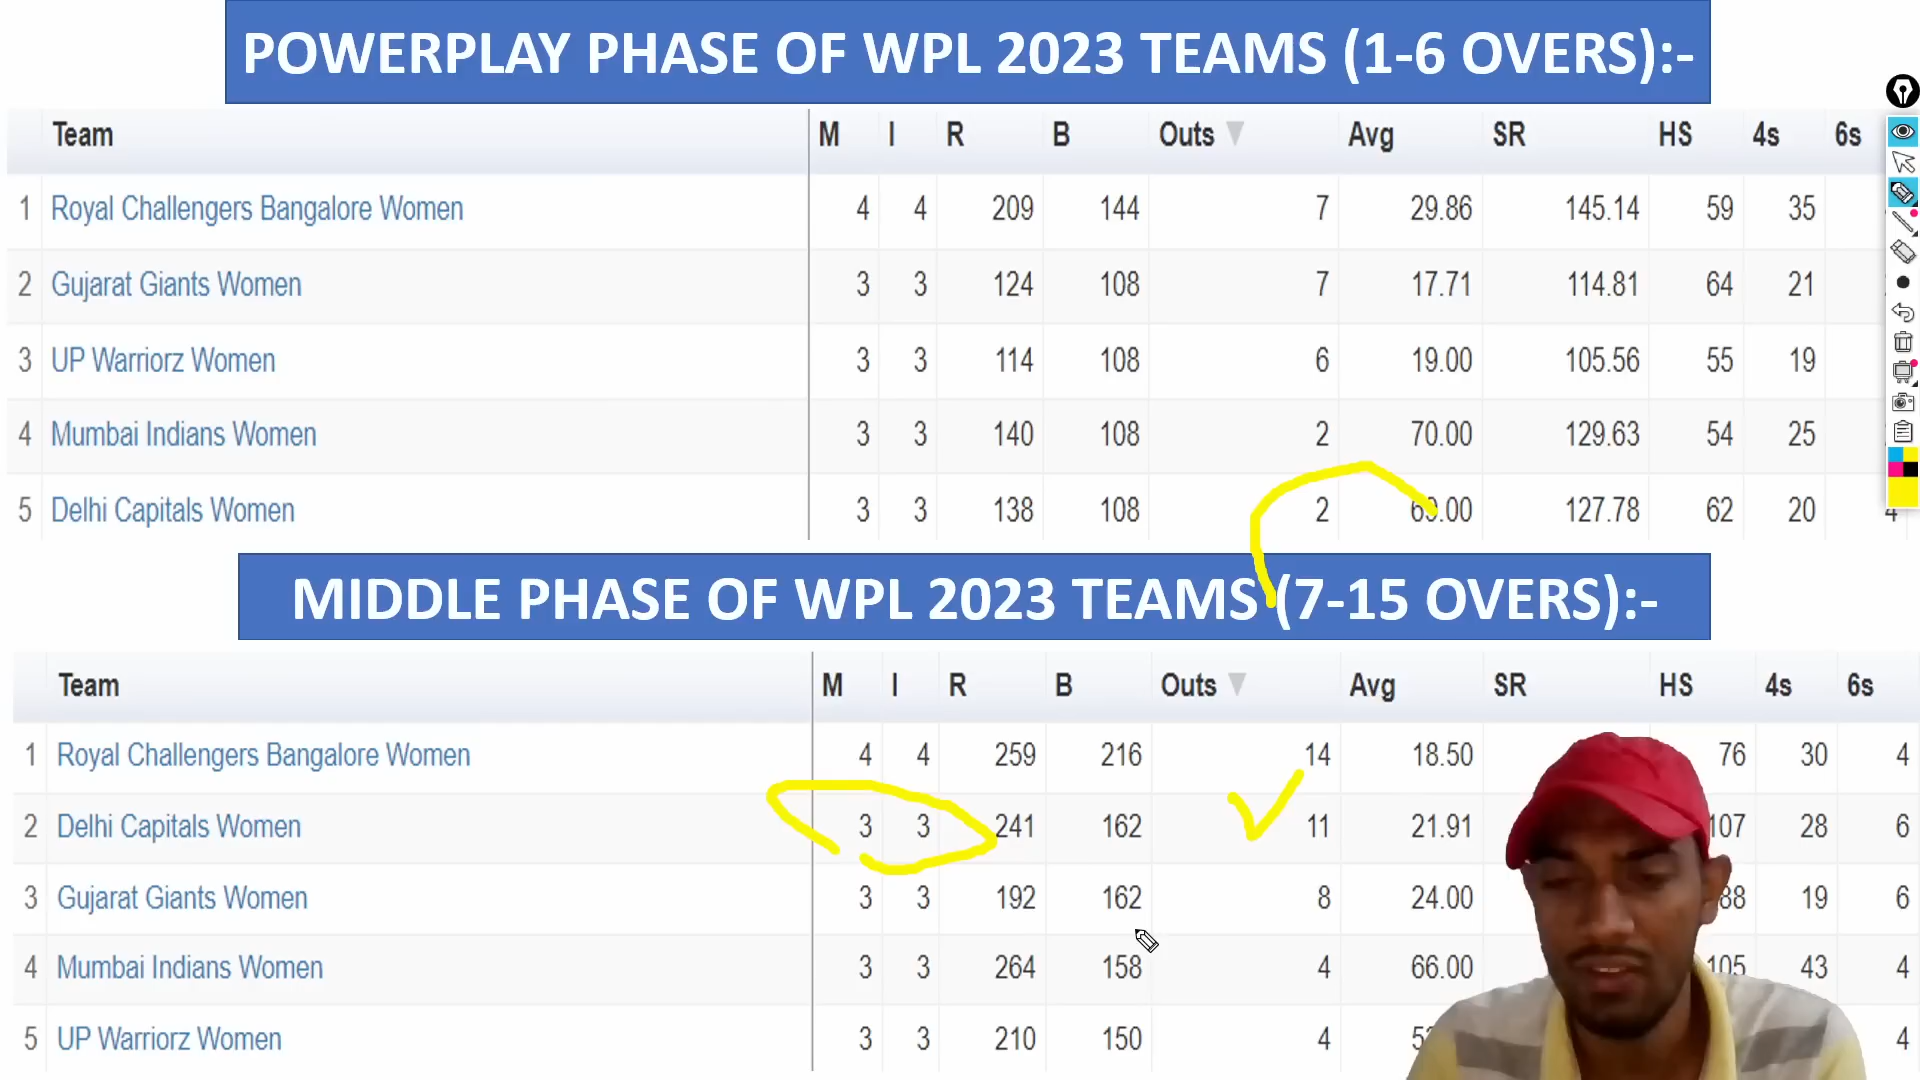 POWERPLAY PHASE OF WPL 2023 TEAMS (1-6 OVERS):-
Team M I R B Outs Avg SR HS 4s 6s
1 Royal Challengers Bangalore Women 4 4 209 144 7 29.86 145.14 59 35
2 Gujarat Giants Women 3 3 124 108 7 17.71 114.81 64 21
3 UP Warriorz Women 3 3 114 108 6 19.00 105.56 55 19
4 Mumbai Indians Women 3 3 140 108 2 70.00 129.63 54 25
5 Delhi Capitals Women 3 3 138 108 2 69.00 127.78 62 20 4
MIDDLE PHASE OF WPL 2023 TEAMS (7-15 OVERS):-
Team M I R B Outs Avg SR HS 4s 6s
1 Royal Challengers Bangalore Women 4 4 259 216 14 18.50 76 30 4
2 Delhi Capitals Women 3 3 241 162 11 21.91 107 28 6
3 Gujarat Giants Women 3 3 192 162 8 24.00 88 19 6
4 Mumbai Indians Women 3 3 264 158 4 66.00 105 43 4
5 UP Warriorz Women 3 3 210 150 4 4